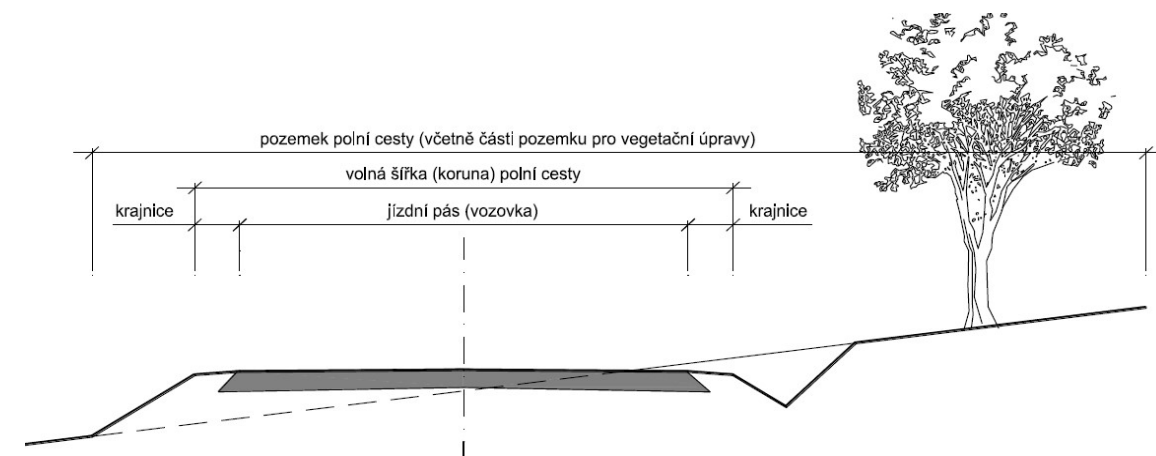 pozemek polní cesty (včetně části pozemku pro vegetační úpravy)
volná šířka (koruna) polní cesty
krajnice
jízdní pás (vozovka)
krajnice